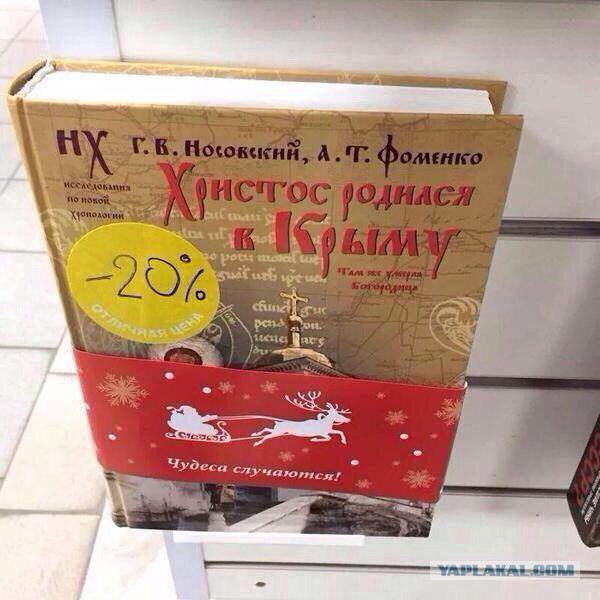 НХ
Г. В. Носовский, А. Т. Фоменко
исследования
по новой
хронологии
Христос родился
в Крыму
Там же умерла
Богородица
-20%
ОТЛИЧНАЯ ЦЕНА
Чудеса случаются!
YAPLAKAL.COM